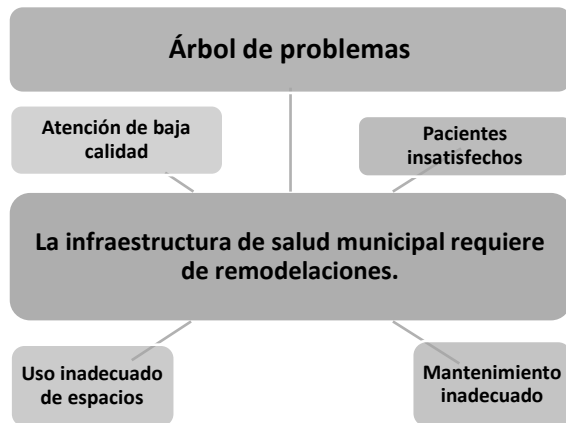 Árbol de problemas
Atención de baja
calidad
Pacientes
insatisfechos
La infraestructura de salud municipal requiere
de remodelaciones.
Uso inadecuado
de espacios
Mantenimiento
inadecuado